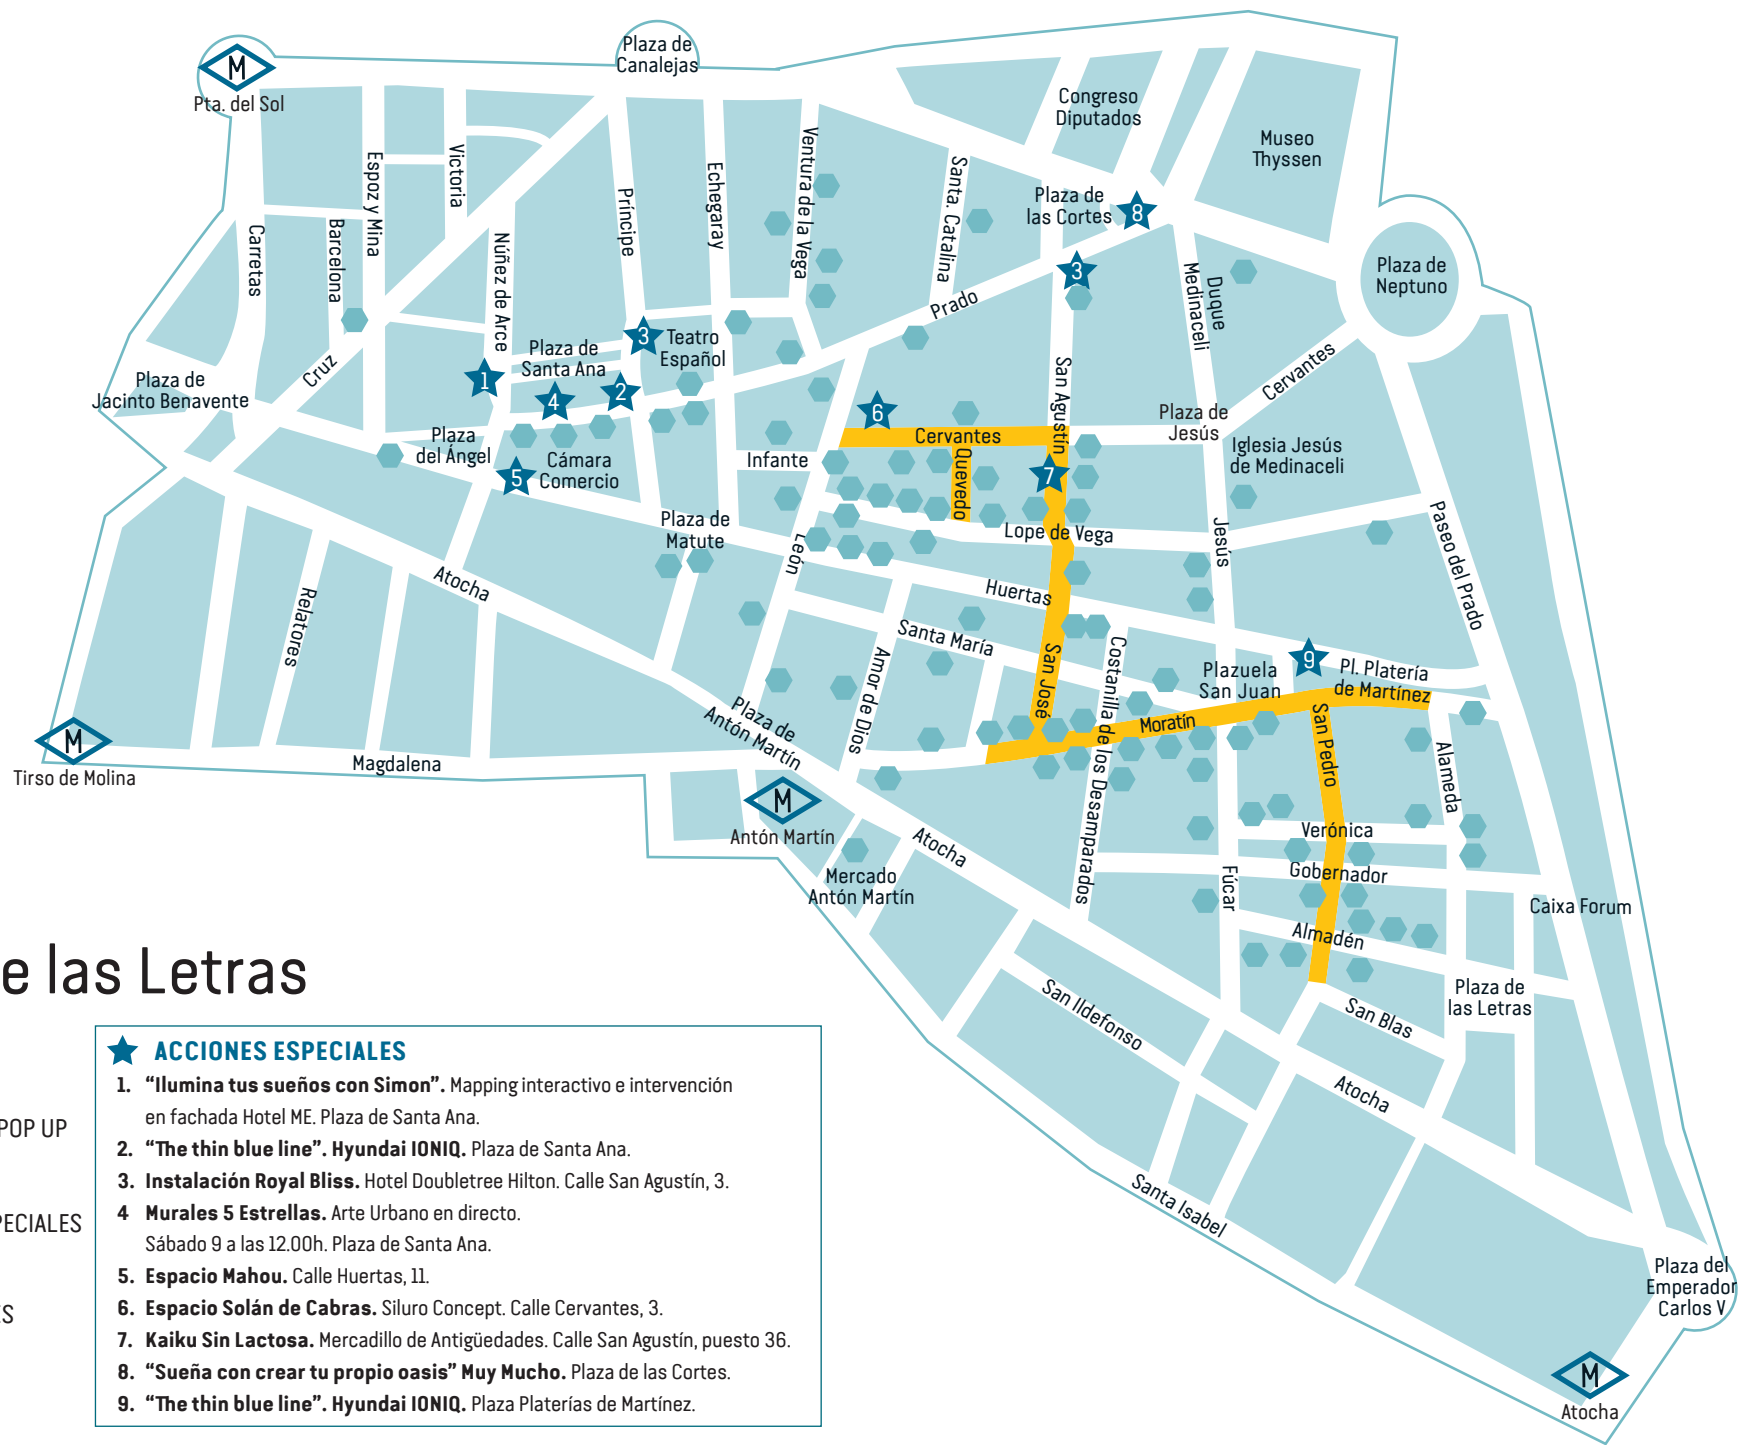 Plaza de
Canalejas
M
Pta. del Sol
Congreso
Diputados
Museo
Thyssen
Espoz y Mina
Victoria
Ventura de la Vega
Echegaray
Santa. Catalina
Príncipe
Plaza de
las Cortes
8
Carretas
Barcelona
Núñez de Arce
3
Duque
Medinaceli
Plaza de
Neptuno
Prado
3
Teatro
Español
Plaza de
Santa Ana
Cruz
1
4
2
Plaza de
Jacinto Benavente
San Agustín
Cervantes
6
Plaza de
Jesús
Cervantes
Plaza
del Ángel
Infante
Quevedo
Iglesia Jesús
de Medinaceli
5
Cámara
Comercio
7
Plaza de
Matute
León
Lope de Vega
Jesús
Paseo del Prado
Atocha
Huertas
Relatores
Santa María
Amor de Dios
San José
Costanilla de los Desamparados
Plazuela
San Juan
9
Pl. Platería
de Martínez
Moratín
Plaza de
Antón Martín
San Pedro
Alameda
M
Tirso de Molina
Magdalena
M
Antón Martín
Atocha
Verónica
Gobernador
Mercado
Antón Martín
Fúcar
Caixa Forum
Almadén
Plaza de
las Letras
San Ildefonso
San Blas
Atocha
Santa Isabel
Plaza del
Emperador
Carlos V
M
Atocha
e las Letras
POP UP
PECIALES
ES
ACCIONES ESPECIALES
1. “Ilumina tus sueños con Simon”. Mapping interactivo e intervención
en fachada Hotel ME. Plaza de Santa Ana.
2. “The thin blue line”. Hyundai IONIQ. Plaza de Santa Ana.
3. Instalación Royal Bliss. Hotel Doubletree Hilton. Calle San Agustín, 3.
4 Murales 5 Estrellas. Arte Urbano en directo.
Sábado 9 a las 12.00h. Plaza de Santa Ana.
5. Espacio Mahou. Calle Huertas, 11.
6. Espacio Solán de Cabras. Siluro Concept. Calle Cervantes, 3.
7. Kaiku Sin Lactosa. Mercadillo de Antigüedades. Calle San Agustín, puesto 36.
8. “Sueña con crear tu propio oasis” Muy Mucho. Plaza de las Cortes.
9. “The thin blue line”. Hyundai IONIQ. Plaza Platerías de Martínez.